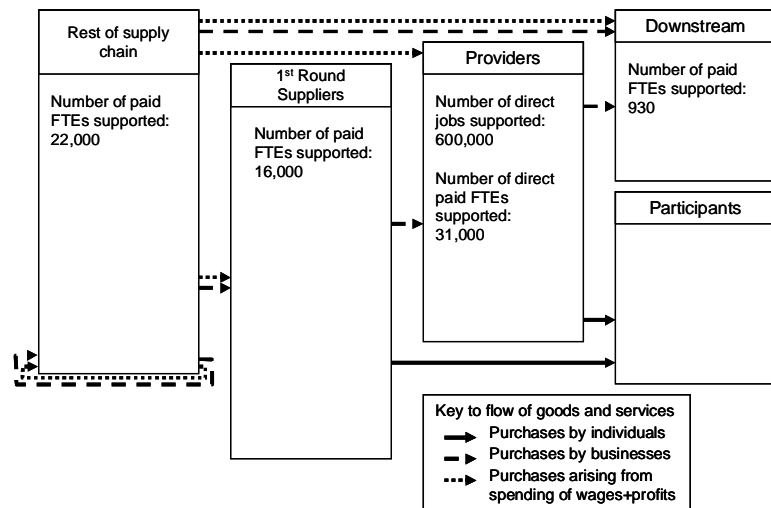 Rest of supply
chain
Number of paid
FTEs supported:
22,000
1st Round
Suppliers
Number of paid
FTEs supported:
16,000
Providers
Number of direct
jobs supported:
600,000
Number of direct
paid FTEs
supported:
31,000
Downstream
Number of paid
FTEs supported:
930
Participants
Key to flow of goods and services
Purchases by individuals
Purchases by businesses
Purchases arising from
spending of wages+profits